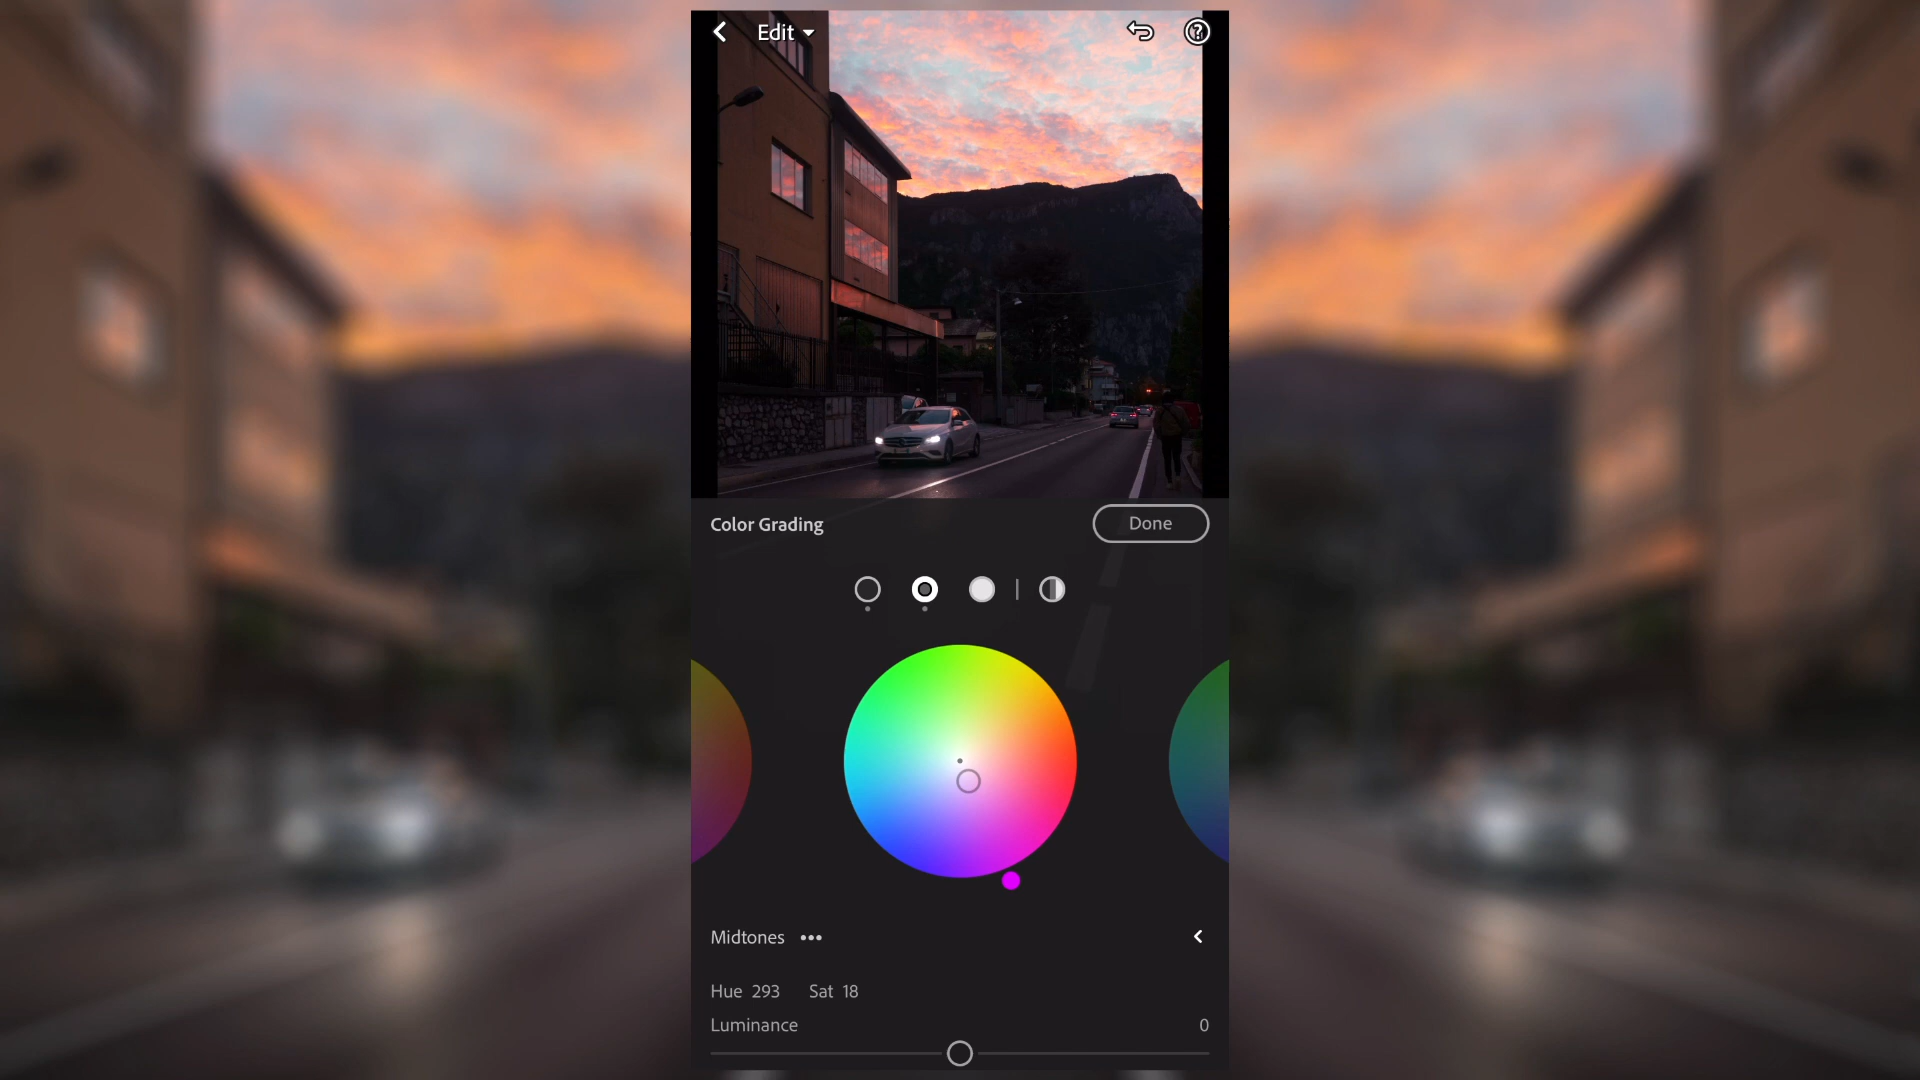 Edit
Color Grading
Done
Midtones
Hue 293 Sat 18
Luminance 0